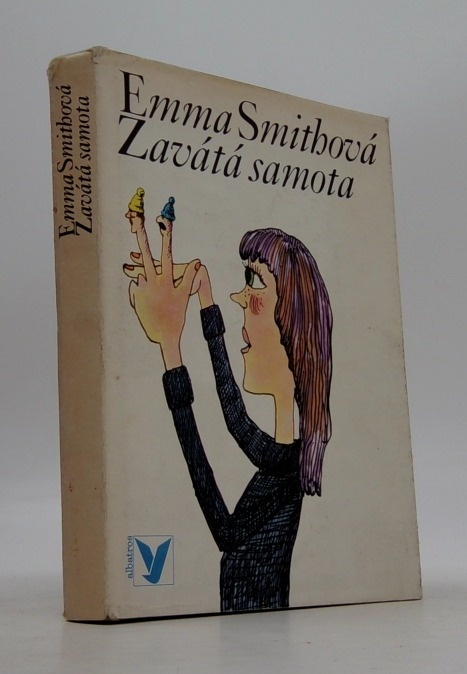 Emma Smithová
Zavátá samota
Emma Smithová
Zavátá samota
albatros